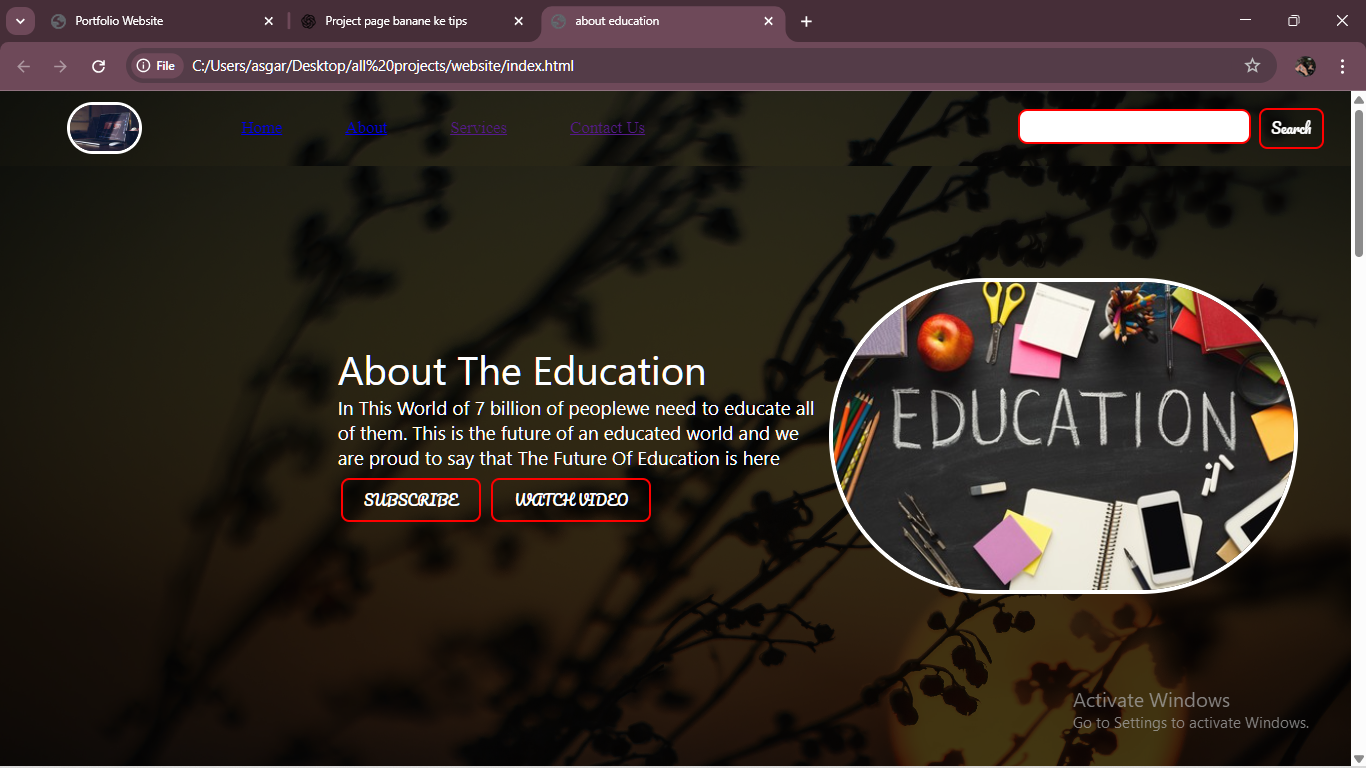 Portfolio Website
Project page banane ke tips
about education
File
C:/Users/asgar/Desktop/all%20projects/website/index.html
Home
About
Services
Contact Us
Search
About The Education
In This World of 7 billion of peoplewe need to educate all
of them. This is the future of an educated world and we
are proud to say that The Future Of Education is here
SUBSCRIBE
WATCH VIDEO
EDUCATION
Activate Windows
Go to Settings to activate Windows.